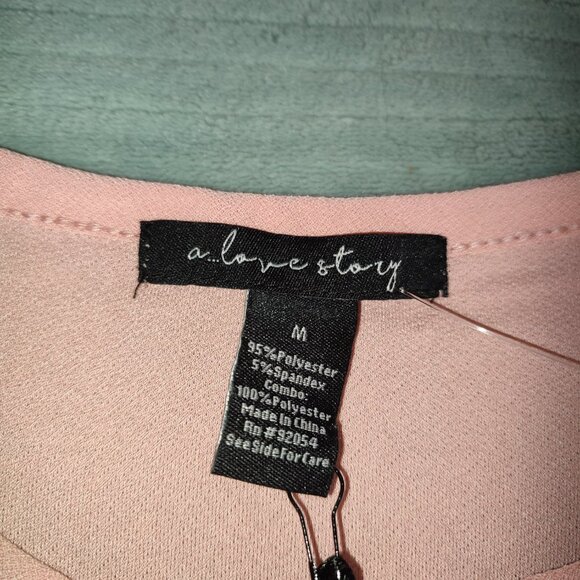 a...love story
M
95%Polyester
5%Spandex
Combo:
100%Polyester
Made In China
Rn #92054
See Side For Care